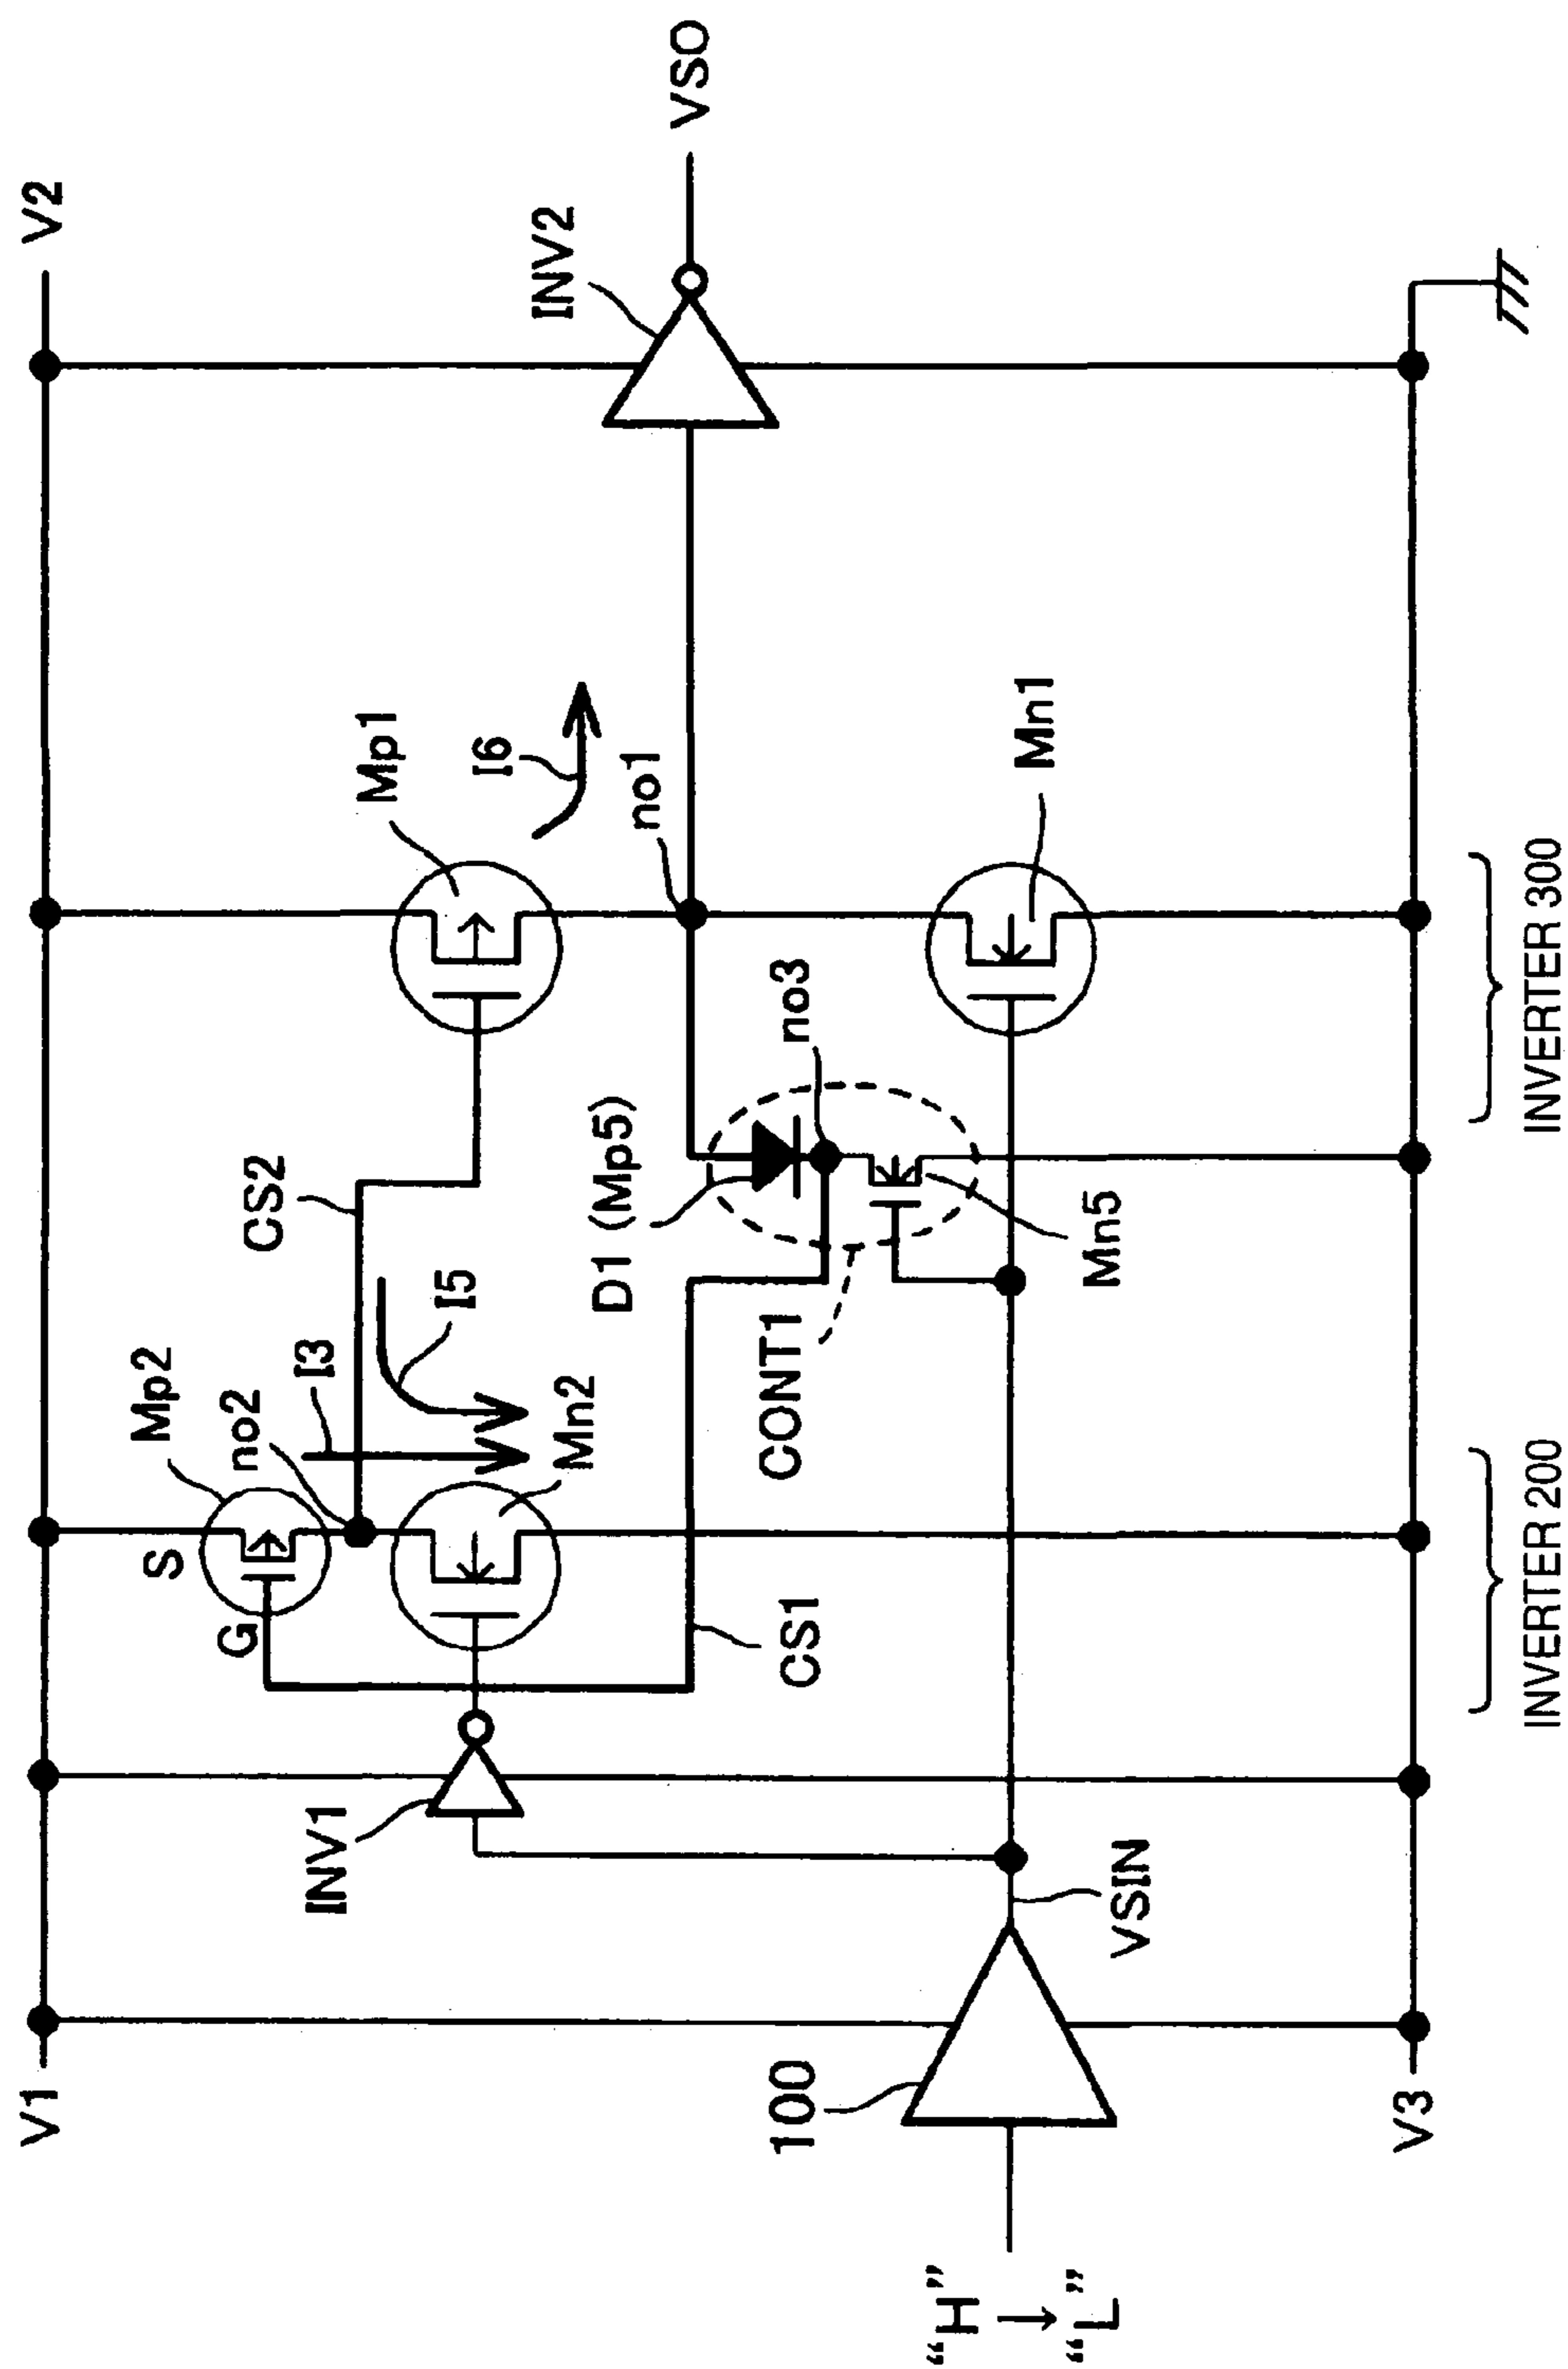 V1
V2
Mp2
S
G
no2
I3
I5
Mn2
CS2
Mp1
I6
INV2
VSO
no1
INV1
CS1
D1 (Mp5)
no3
CONT1
Mn5
Mn1
100
VSIN
“H”
↓
“L”
V3
INVERTER 200
INVERTER 300